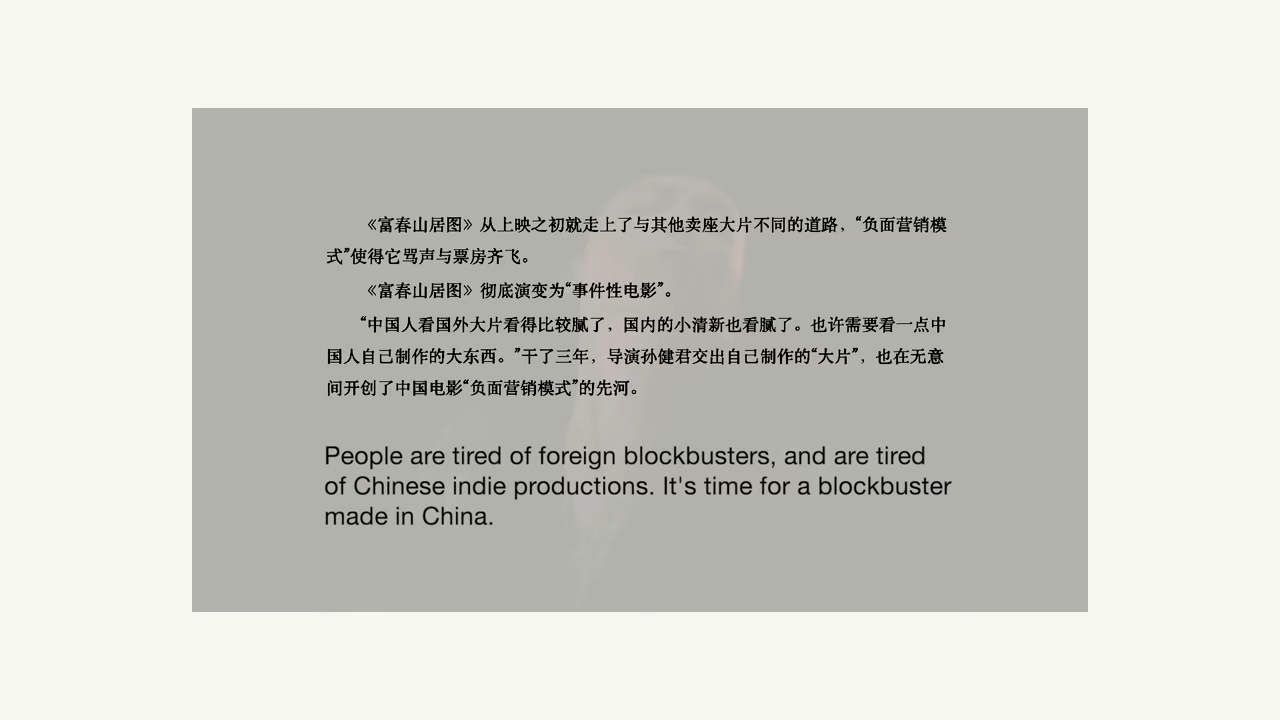 《富春山居图》从上映之初就走上了与其他卖座大片不同的道路，“负面营销模
式”使得它骂声与票房齐飞。
《富春山居图》彻底演变为“事件性电影”。
“中国人看国外大片看得比较腻了，国内的小清新也看腻了。也许需要看一点中
国人自己制作的大东西。”干了三年，导演孙健君交出自己制作的“大片”，也在无意
间开创了中国电影“负面营销模式”的先河。
People are tired of foreign blockbusters, and are tired
of Chinese indie productions. It's time for a blockbuster
made in China.